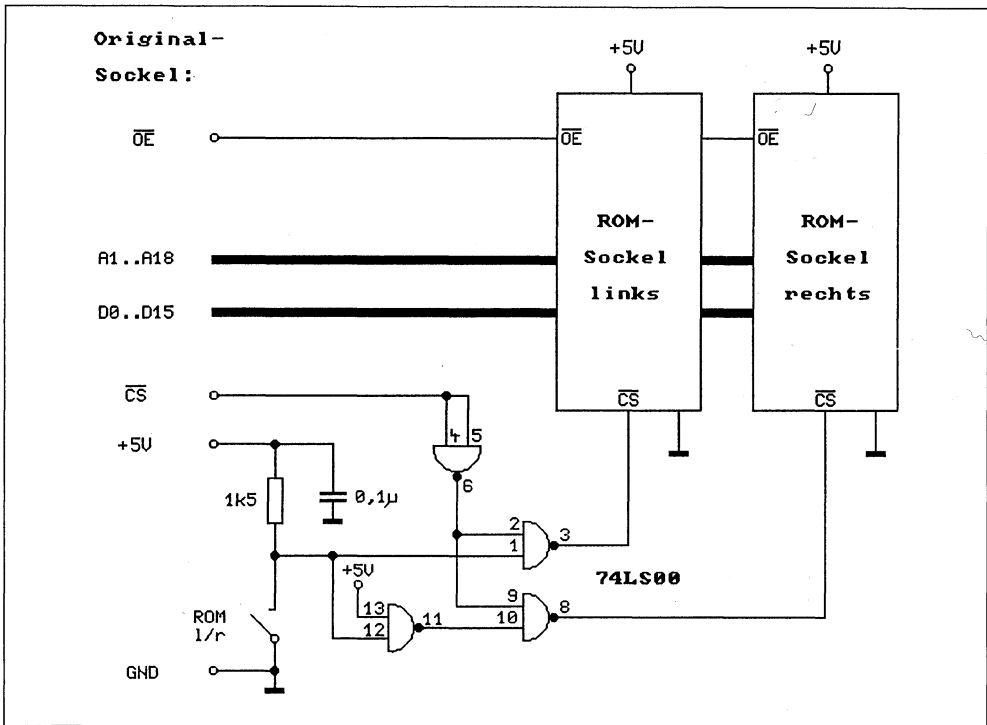 Original-
Sockel:
+5V
+5V
OE
OE
OE
ROM-
Sockel
links
ROM-
Sockel
rechts
A1..A18
D0..D15
CS
CS
CS
+5V
4 5
6
1k5
0,1µ
2
1
3
+5V
74LS00
13
12
11
9
10
8
ROM
l/r
GND